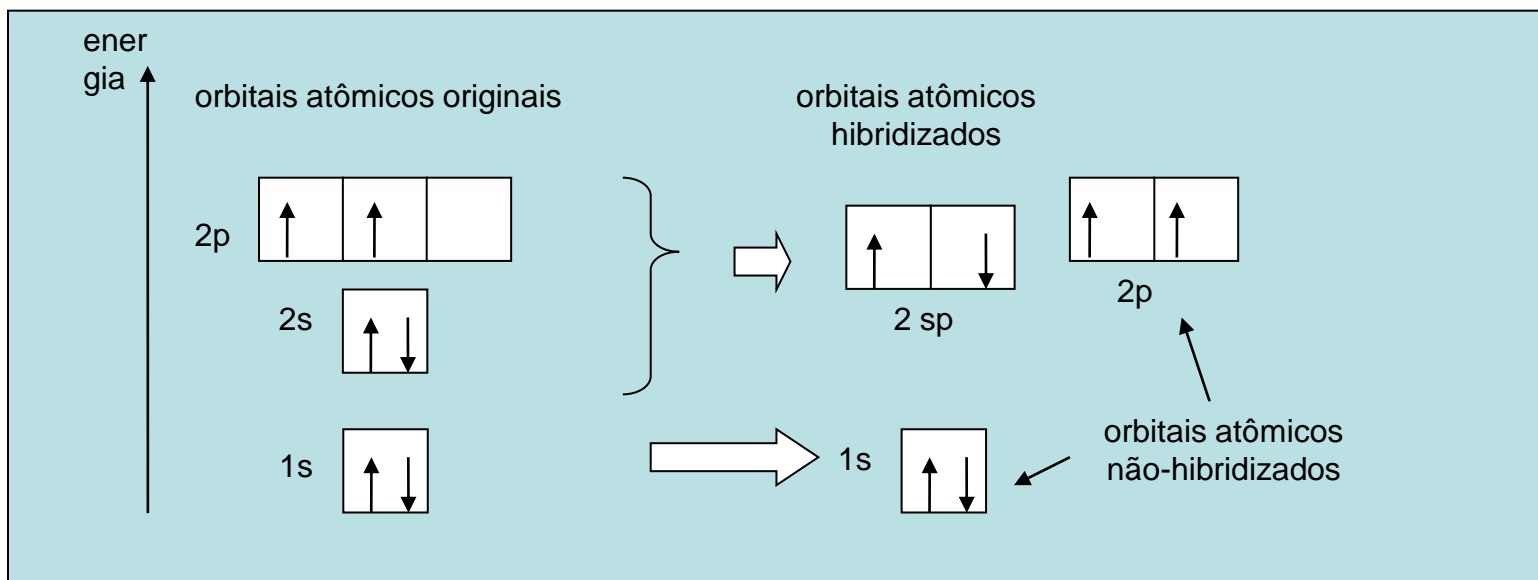 ener
gia
orbitais atômicos originais
orbitais atômicos
hibridizados
2p
2s
1s
2 sp
2p
1s
orbitais atômicos
não-hibridizados